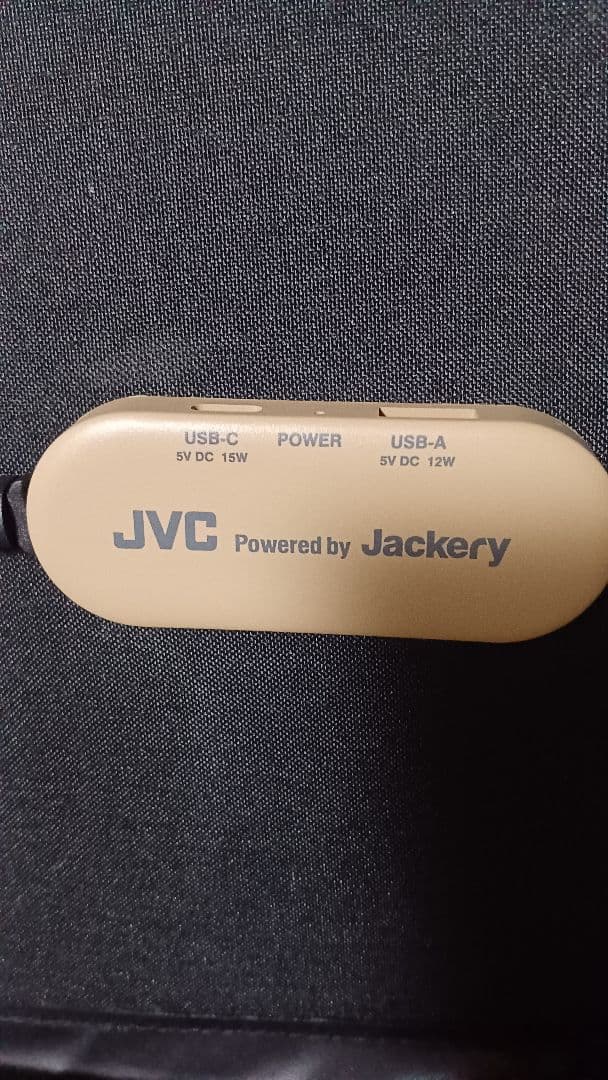 USB-C POWER USB-A
5V DC 15W 5V DC 12W
JVC Powered by Jackery